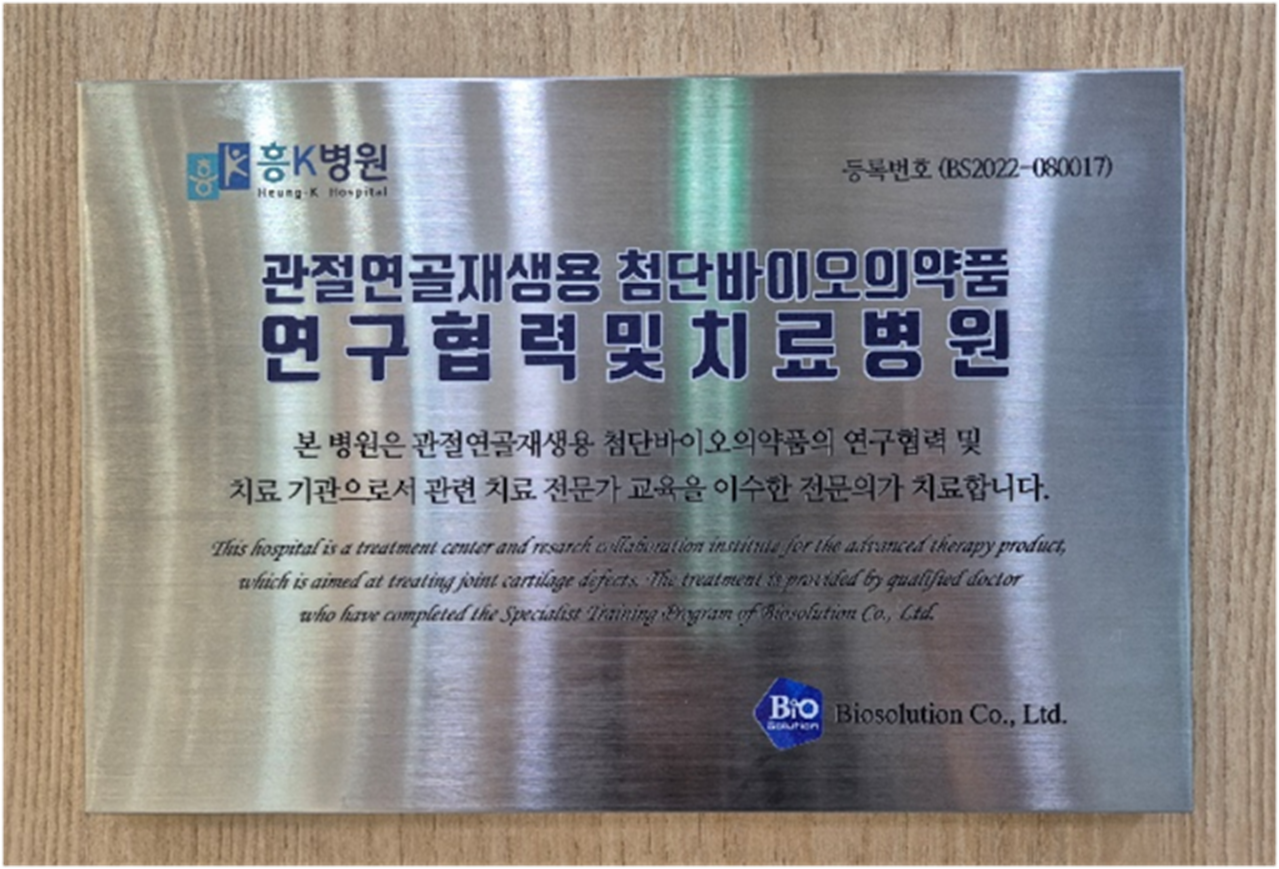 흥K 흥K병원
Heung-K Hospital
등록번호 (BS2022-080017)
관절연골재생용 첨단바이오의약품
연구협력및치료병원
본 병원은 관절연골재생용 첨단바이오의약품의 연구협력 및
치료 기관으로서 관련 치료 전문가 교육을 이수한 전문의가 치료합니다.
This hospital is a treatment center and resarch collaboration institute for the advanced therapy product,
which is aimed at treating joint cartilage defects. The treatment is provided by qualified doctor
who have completed the Specialist Training Program of Biosolution Co., Ltd.
BiO
Solution
Biosolution Co., Ltd.